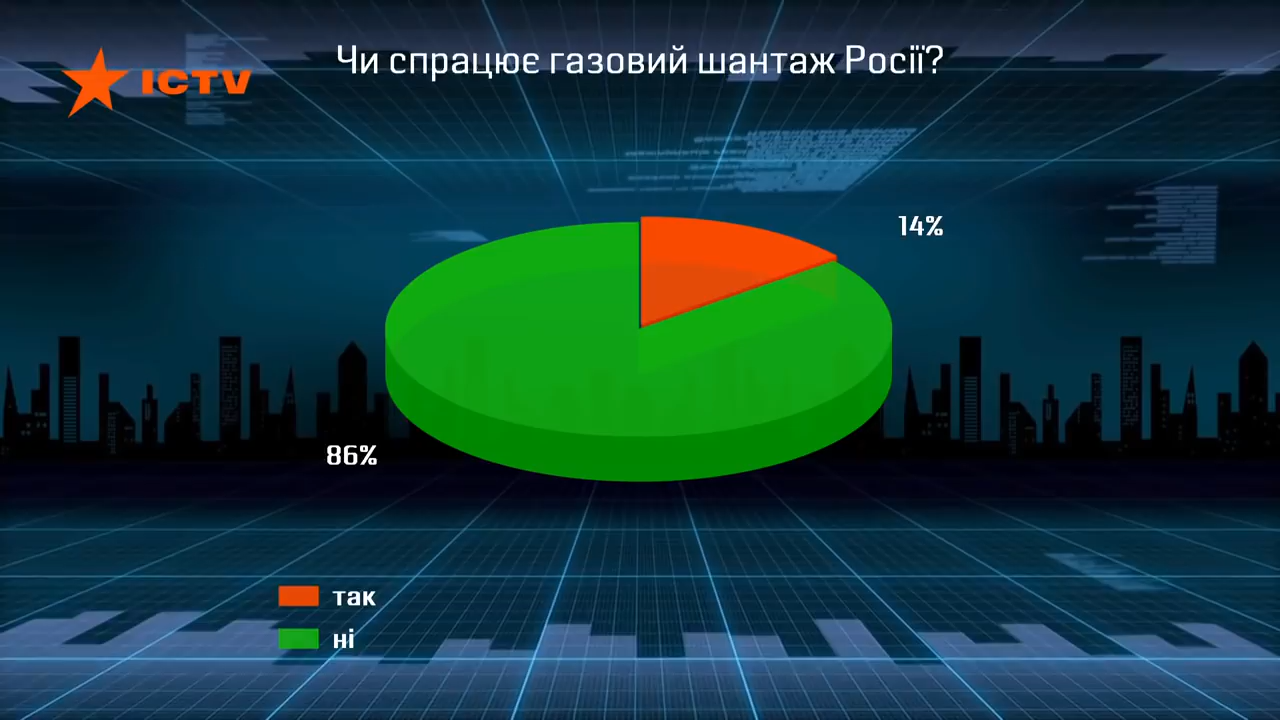 Чи спрацює газовий шантаж Росії?
ICTV
14%
86%
так
ні